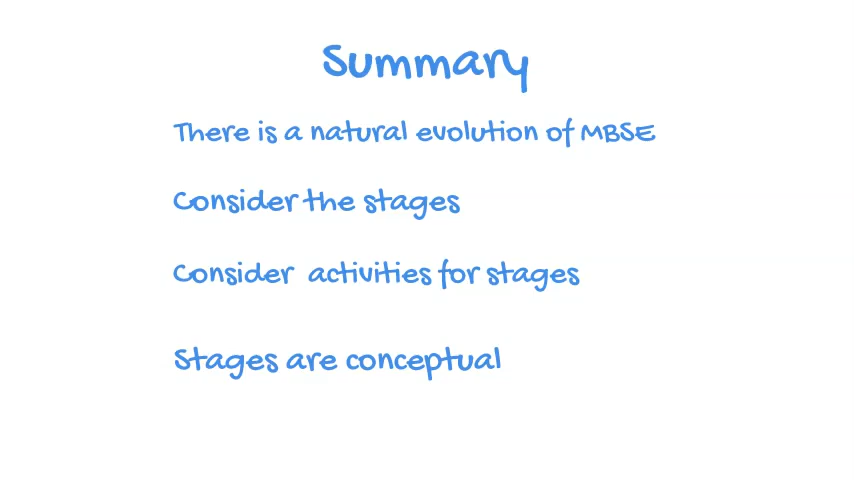 Summary
There is a natural evolution of MBSE
Consider the stages
Consider activities for stages
Stages are conceptual